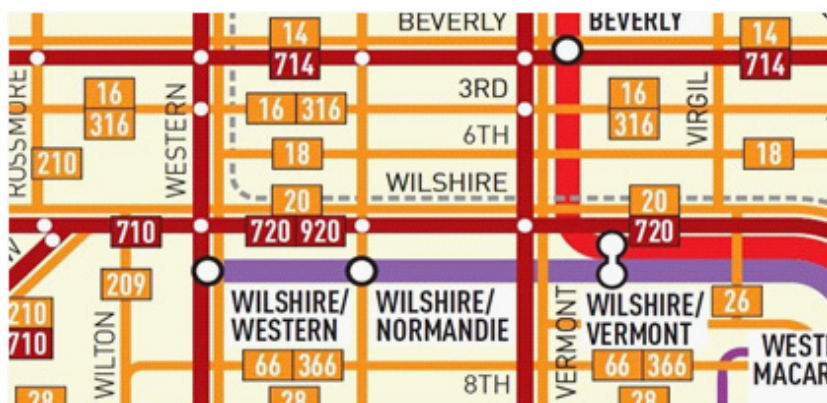 BEVERLY
BEVERLY
14
714
14
714
16
316
16 316
3RD
16
316
6TH
18
18
210
ROSSMORE
WESTERN
VIRGIL
WILSHIRE
20
720 920
20
720
710
209
210
710
WILTON
WILSHIRE/
WESTERN
WILSHIRE/
NORMANDIE
VERMONT
WILSHIRE/
VERMONT
26
66 366
66 366
8TH
28
28
28
WESTL
MACAR